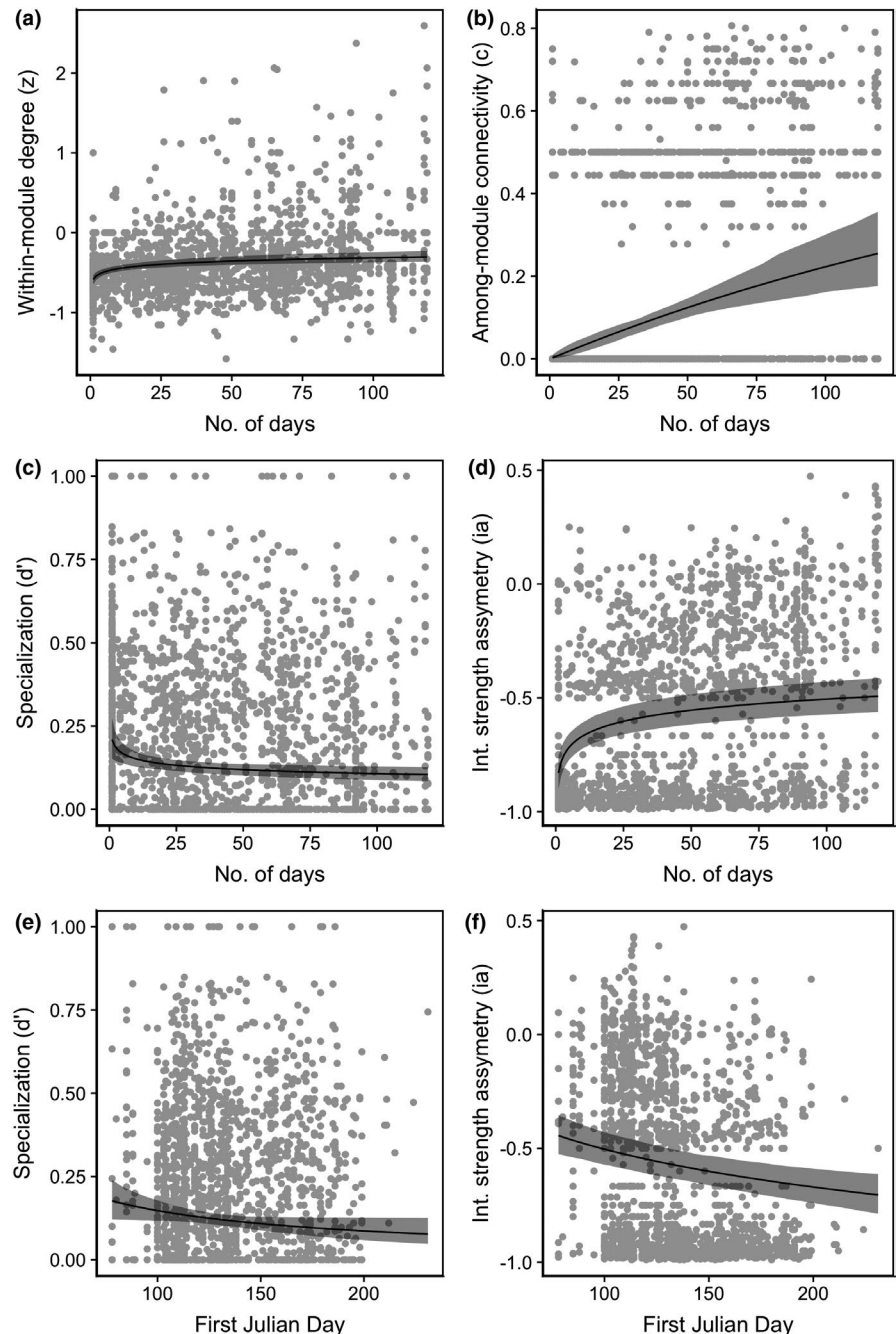 (a)
Within-module degree (z)
2
1
0
-1
0
25
50
75
100
No. of days
(b)
Among-module connectivity (c)
0.8
0.6
0.4
0.2
0.0
0
25
50
75
100
No. of days
(c)
Specialization (d')
1.00
0.75
0.50
0.25
0.00
0
25
50
75
100
No. of days
(d)
Int. strength assymetry (ia)
0.5
0.0
-0.5
-1.0
0
25
50
75
100
No. of days
(e)
Specialization (d')
1.00
0.75
0.50
0.25
0.00
100
150
200
First Julian Day
(f)
Int. strength assymetry (ia)
0.5
0.0
-0.5
-1.0
100
150
200
First Julian Day